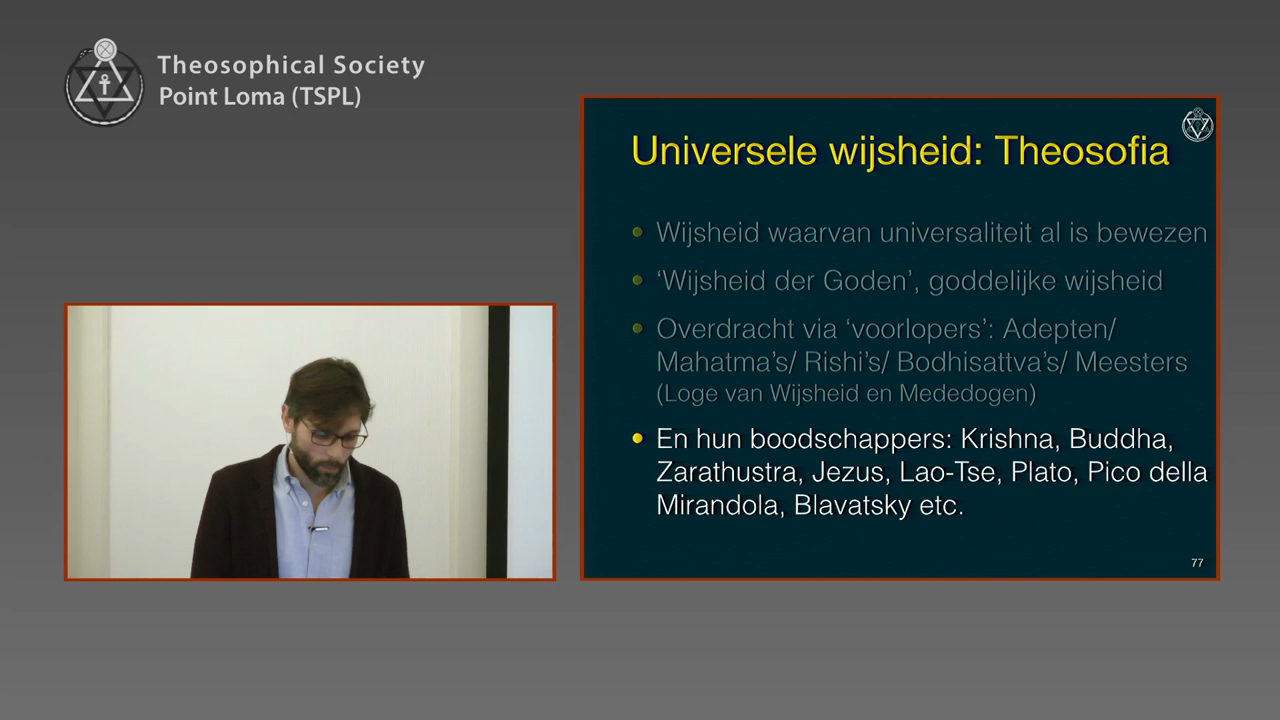 Theosophical Society
Point Loma (TSPL)
Universele wijsheid: Theosofia
• Wijsheid waarvan universaliteit al is bewezen
• ‘Wijsheid der Goden’, goddelijke wijsheid
• Overdracht via ‘voorlopers’: Adepten/
Mahatma’s/ Rishi’s/ Bodhisattva’s/ Meesters
(Loge van Wijsheid en Mededogen)
• En hun boodschappers: Krishna, Buddha,
Zarathustra, Jezus, Lao-Tse, Plato, Pico della
Mirandola, Blavatsky etc.
77